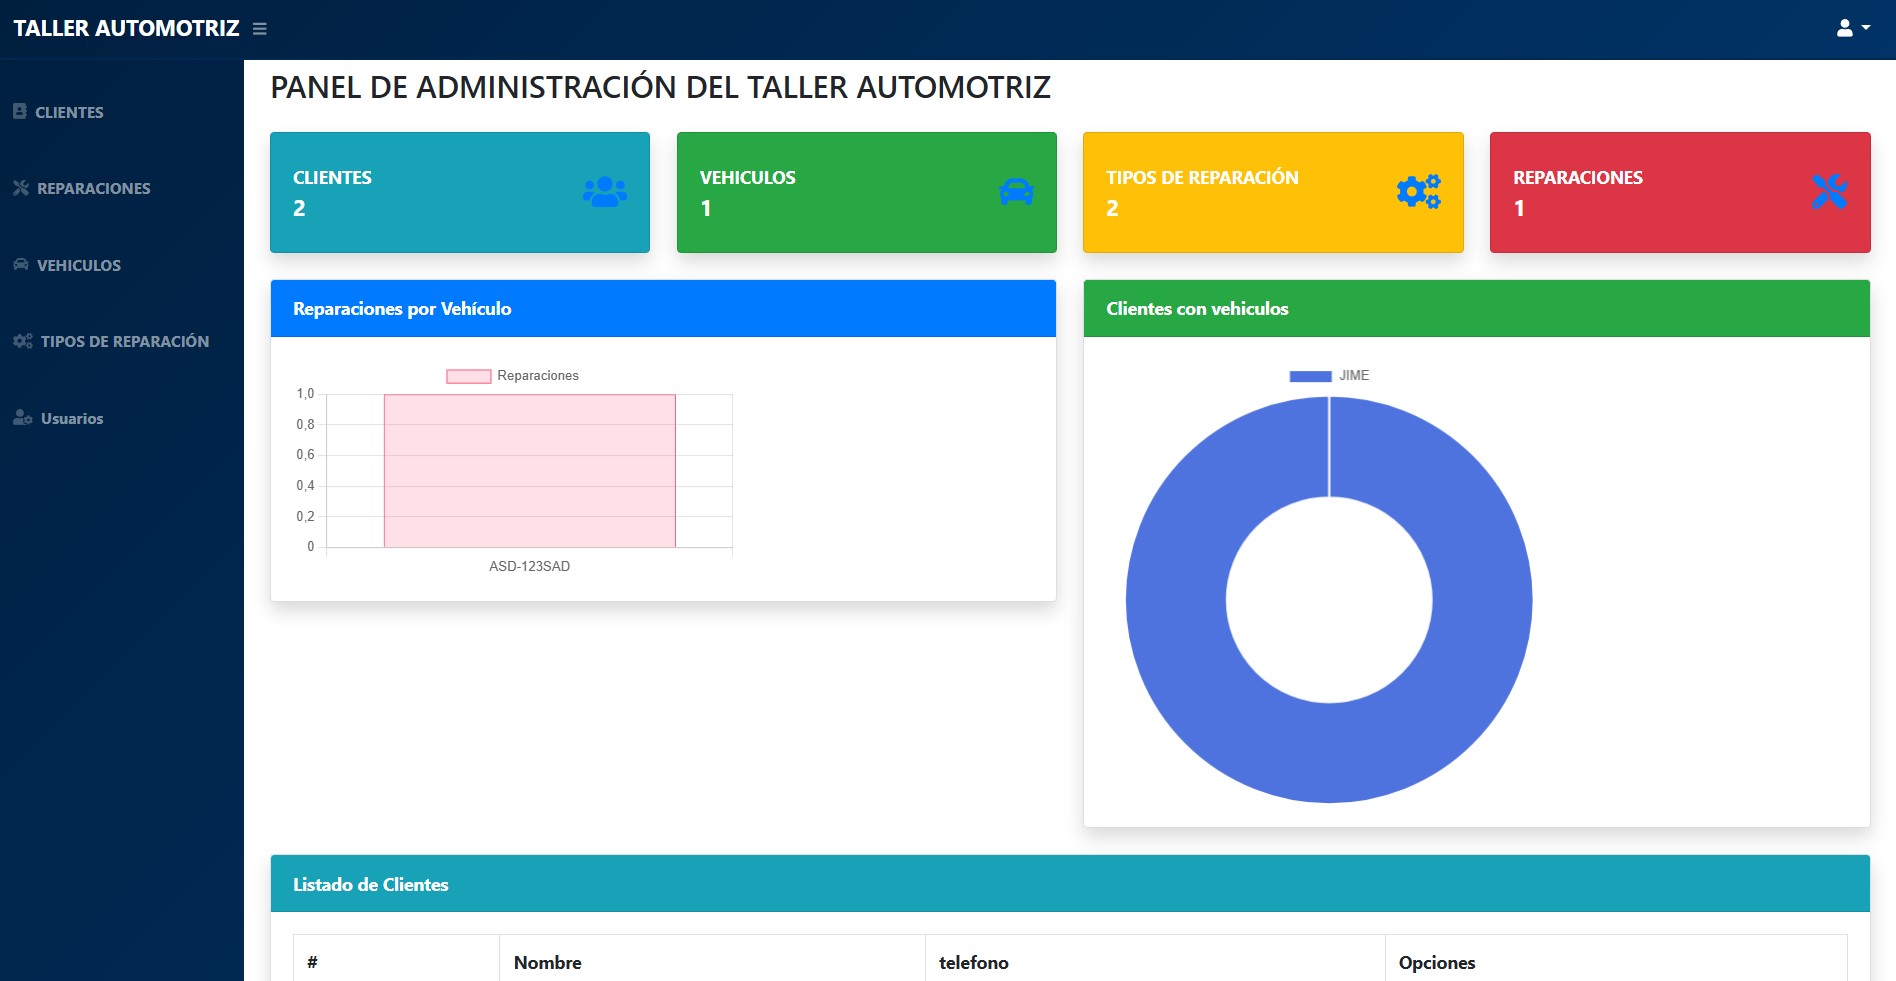 TALLER AUTOMOTRIZ
CLIENTES
REPARACIONES
VEHICULOS
TIPOS DE REPARACIÓN
Usuarios
PANEL DE ADMINISTRACIÓN DEL TALLER AUTOMOTRIZ
CLIENTES
2
VEHICULOS
1
TIPOS DE REPARACIÓN
2
REPARACIONES
1
Reparaciones por Vehículo
Reparaciones
1,0
0,8
0,6
0,4
0,2
0
ASD-123SAD
Clientes con vehiculos
JIME
Listado de Clientes
# Nombre telefono Opciones